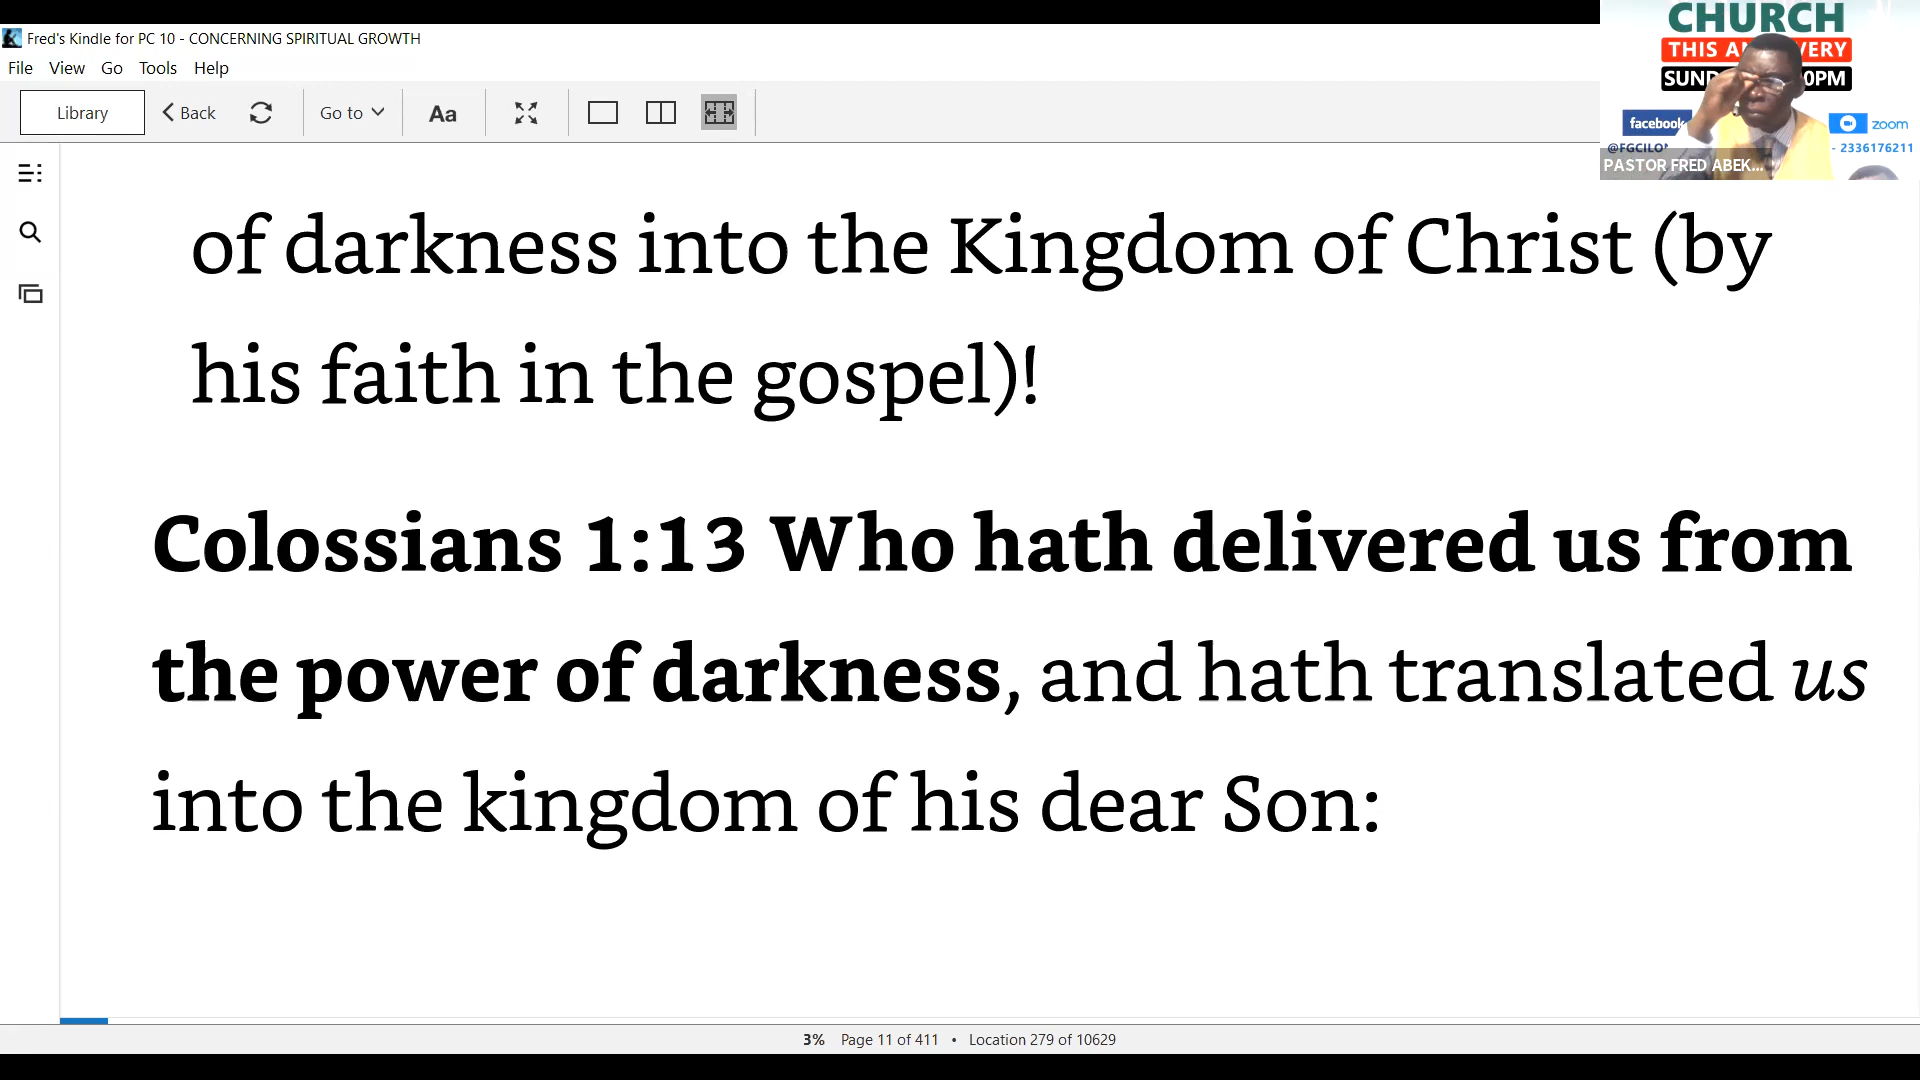 Fred's Kindle for PC 10 - CONCERNING SPIRITUAL GROWTH
File View Go Tools Help
Library Back Go to Aa
CHURCH
THIS
facebook zoom
- 2336176211
PASTOR FRED ABEK...
of darkness into the Kingdom of Christ (by
his faith in the gospel)!
Colossians 1:13 Who hath delivered us from
the power of darkness, and hath translated us
into the kingdom of his dear Son:
3% Page 11 of 411 • Location 279 of 10629